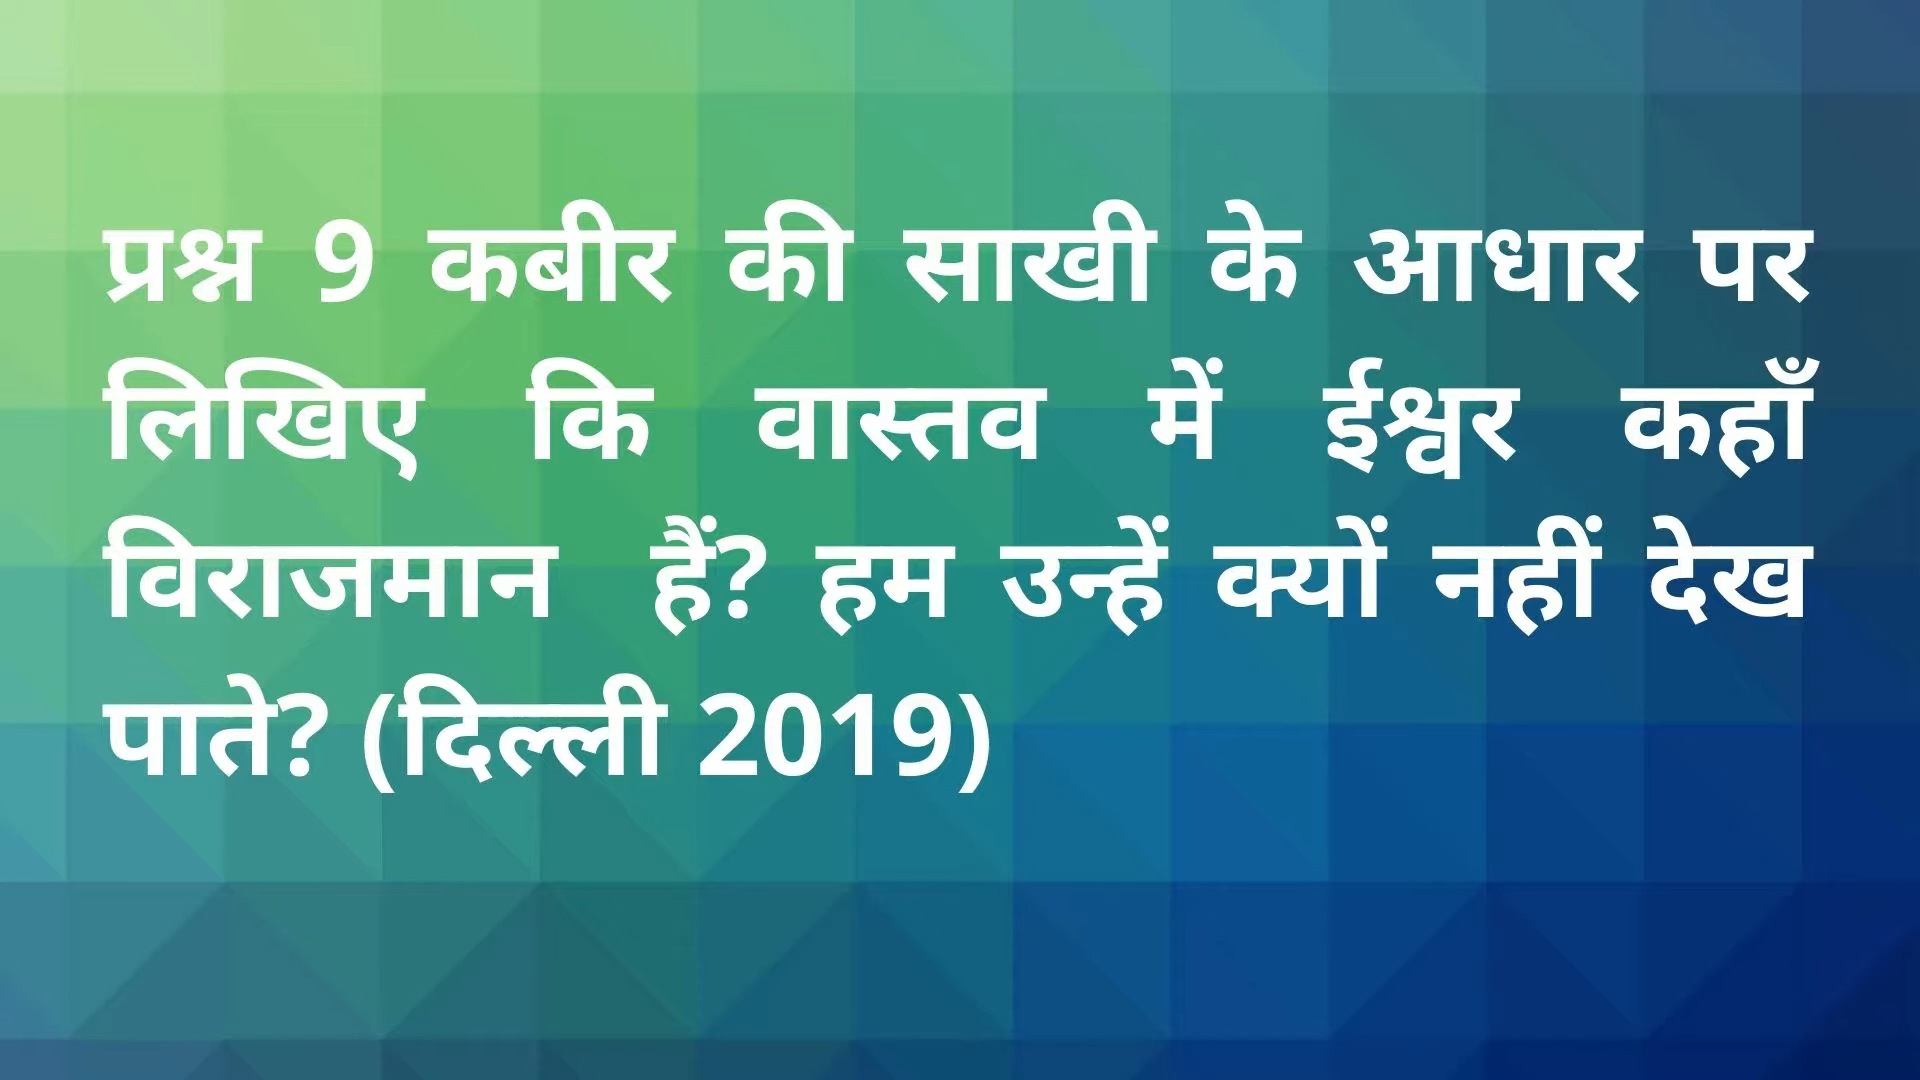 प्रश्न 9 कबीर की साखी के आधार पर
लिखिए कि वास्तव में ईश्वर कहाँ
विराजमान हैं? हम उन्हें क्यों नहीं देख
पाते? (दिल्ली 2019)